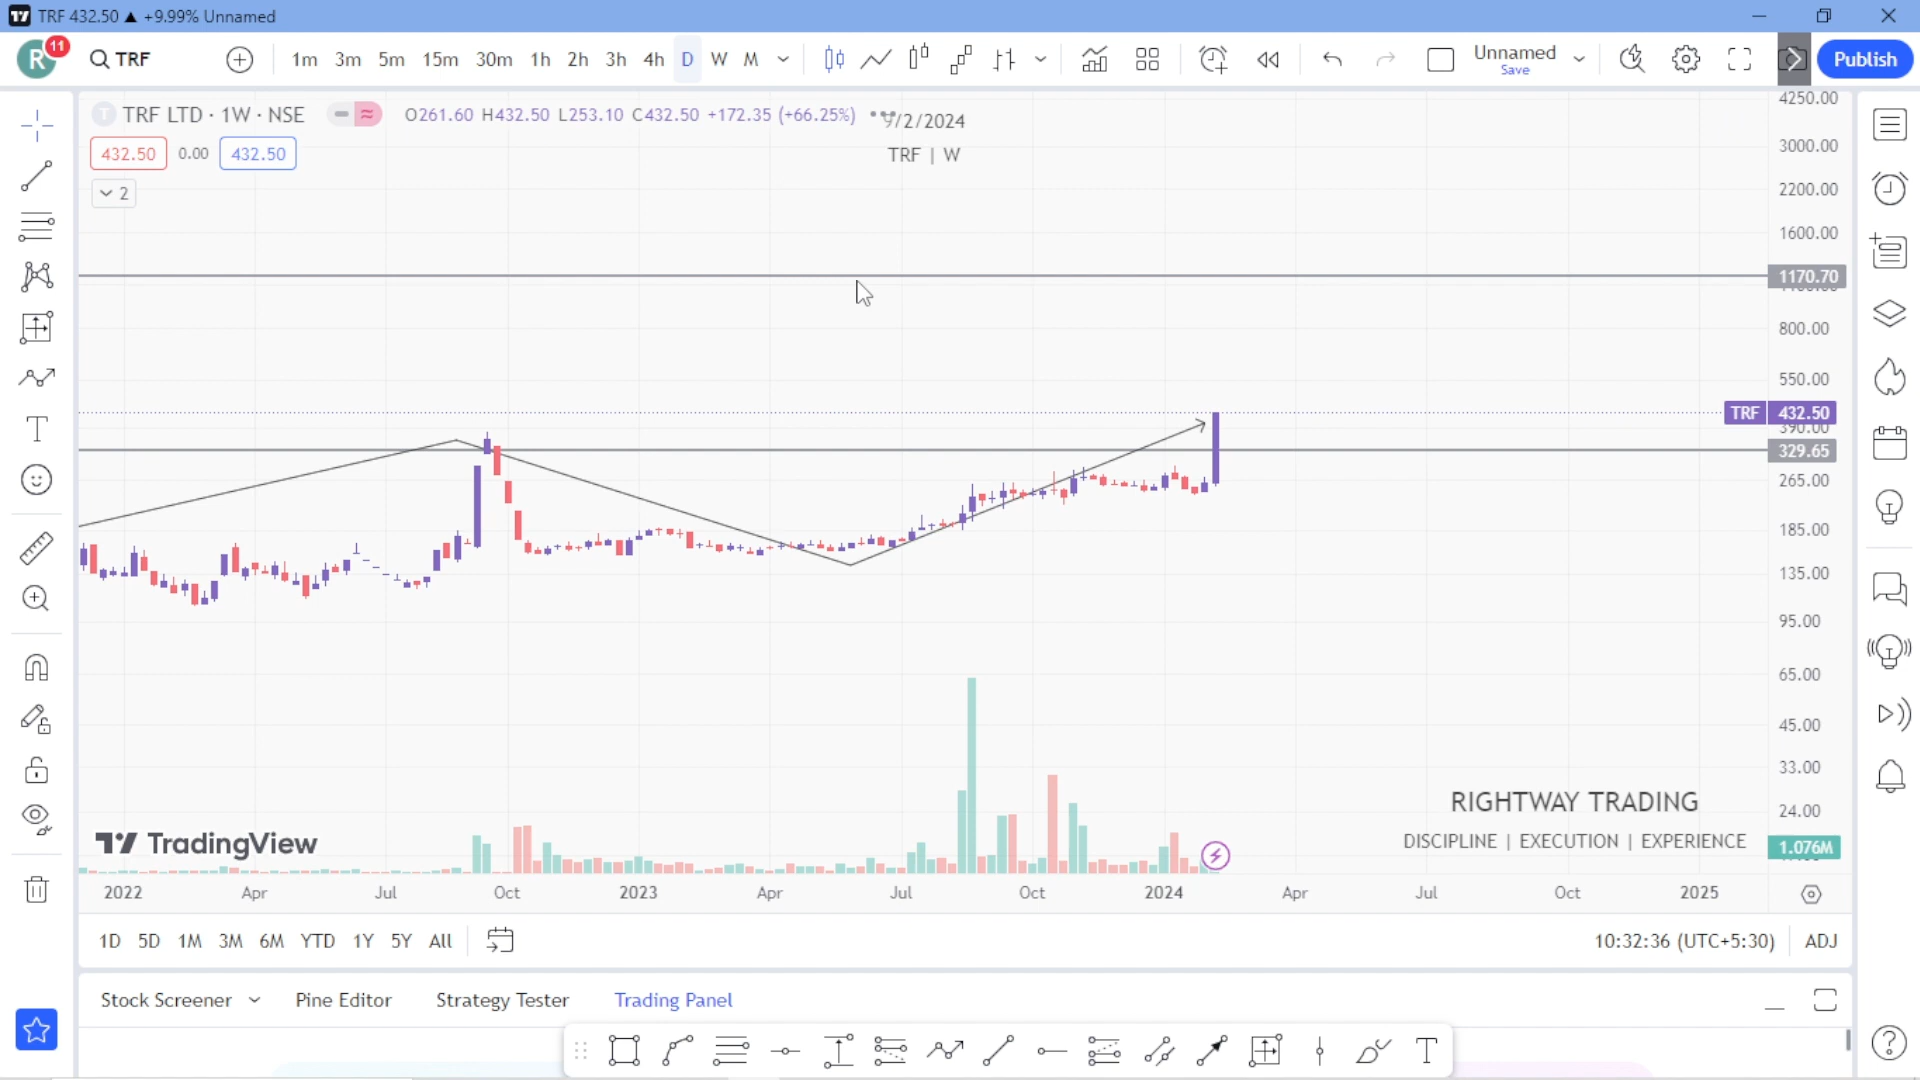 TRF 432.50 ▲ +9.99% Unnamed
R 11 TRF 1m 3m 5m 15m 30m 1h 2h 3h 4h D W M Unnamed Save Publish
TRF LTD · 1W · NSE O261.60 H432.50 L253.10 C432.50 +172.35 (+66.25%)
9/2/2024
TRF | W
432.50 0.00 432.50
2
4250.00
3000.00
2200.00
1600.00
1170.70
800.00
550.00
TRF 432.50
390.00
329.65
265.00
185.00
135.00
95.00
65.00
45.00
33.00
24.00
RIGHTWAY TRADING
DISCIPLINE | EXECUTION | EXPERIENCE
1.076M
TradingView
2022 Apr Jul Oct 2023 Apr Jul Oct 2024 Apr Jul Oct 2025
1D 5D 1M 3M 6M YTD 1Y 5Y All 10:32:36 (UTC+5:30) ADJ
Stock Screener Pine Editor Strategy Tester Trading Panel